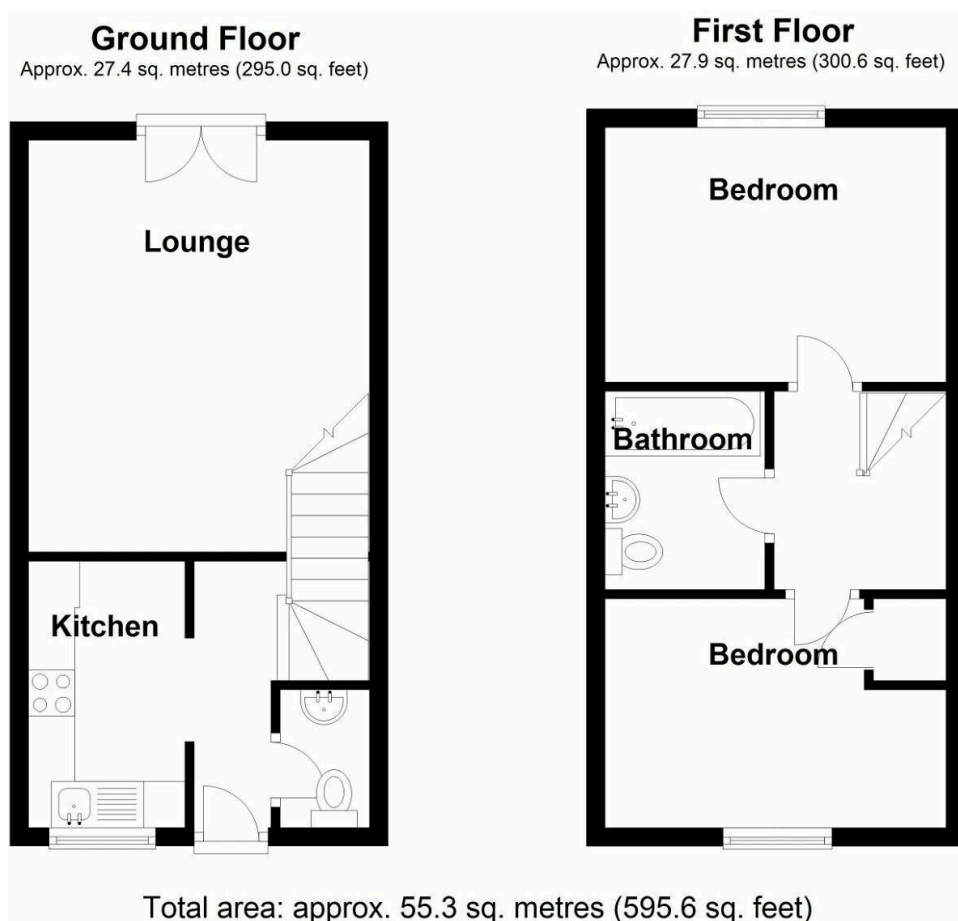 Ground Floor
Approx. 27.4 sq. metres (295.0 sq. feet)
Lounge
Kitchen
First Floor
Approx. 27.9 sq. metres (300.6 sq. feet)
Bedroom
Bathroom
Bedroom
Total area: approx. 55.3 sq. metres (595.6 sq. feet)